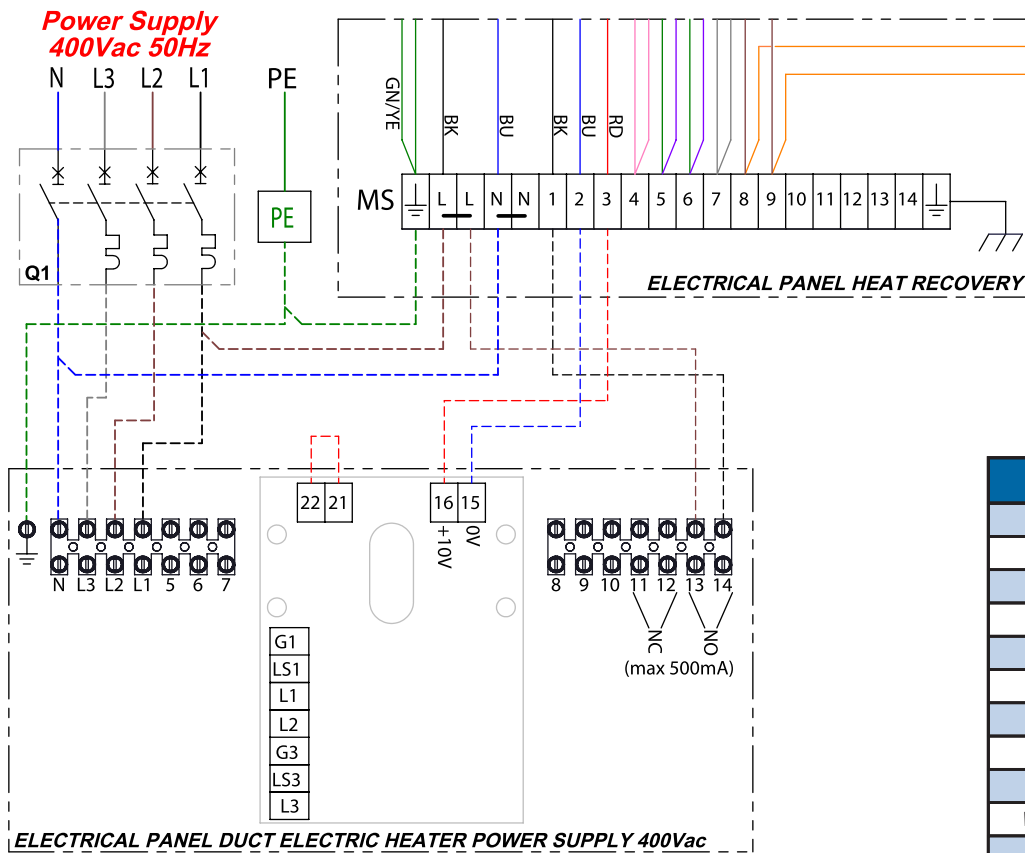 Power Supply
400Vac 50Hz
N L3 L2 L1 PE
GN/YE BK BU BK BU RD
PE
MS L L N N 1 2 3 4 5 6 7 8 9 10 11 12 13 14
Q1
ELECTRICAL PANEL HEAT RECOVERY
22 21 16 15
+10V 0V
N L3 L2 L1 5 6 7
8 9 10 11 12 13 14
NC NO
(max 500mA)
G1
LS1
L1
L2
G3
LS3
L3
ELECTRICAL PANEL DUCT ELECTRIC HEATER POWER SUPPLY 400Vac